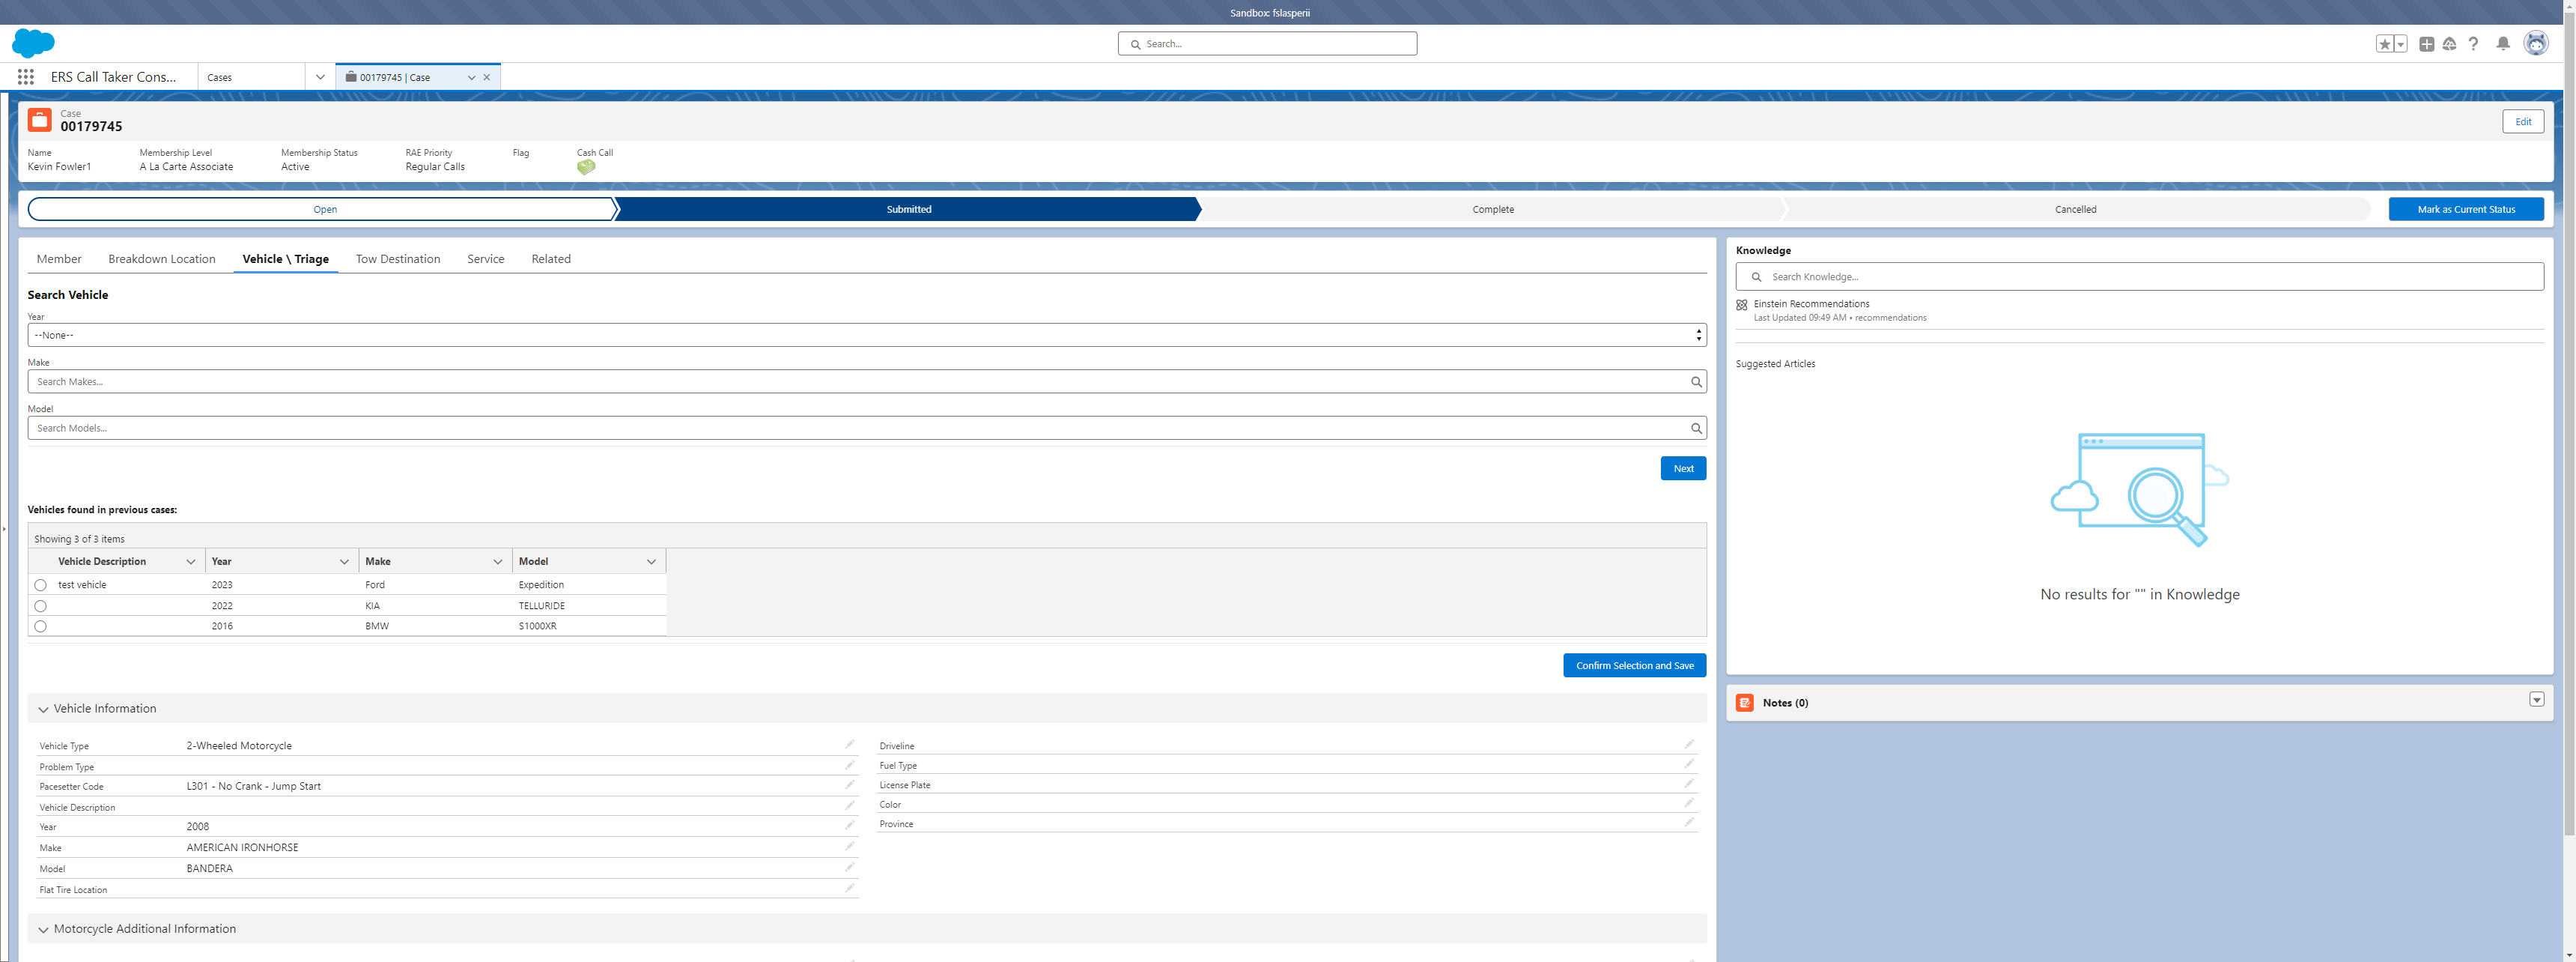 Sandbox: fslasperii
Search...
ERS Call Taker Cons...
Cases
00179745 | Case
Case
00179745
Edit
Name
Membership Level
Membership Status
RAE Priority
Flag
Cash Call
Kevin Fowler1
A La Carte Associate
Active
Regular Calls
Open
Submitted
Complete
Cancelled
Mark as Current Status
Member
Breakdown Location
Vehicle \ Triage
Tow Destination
Service
Related
Search Vehicle
Year
--None--
Make
Search Makes...
Model
Search Models...
Next
Vehicles found in previous cases:
Showing 3 of 3 items
Vehicle Description Year Make Model
test vehicle 2023 Ford Expedition
2022 KIA TELLURIDE
2016 BMW S1000XR
Confirm Selection and Save
Vehicle Information
Vehicle Type 2-Wheeled Motorcycle
Problem Type
Pacesetter Code L301 - No Crank - Jump Start
Vehicle Description
Year 2008
Make AMERICAN IRONHORSE
Model BANDERA
Flat Tire Location
Driveline
Fuel Type
License Plate
Color
Province
Motorcycle Additional Information
Knowledge
Search Knowledge...
Einstein Recommendations
Last Updated 09:49 AM • recommendations
Suggested Articles
No results for "" in Knowledge
Notes (0)